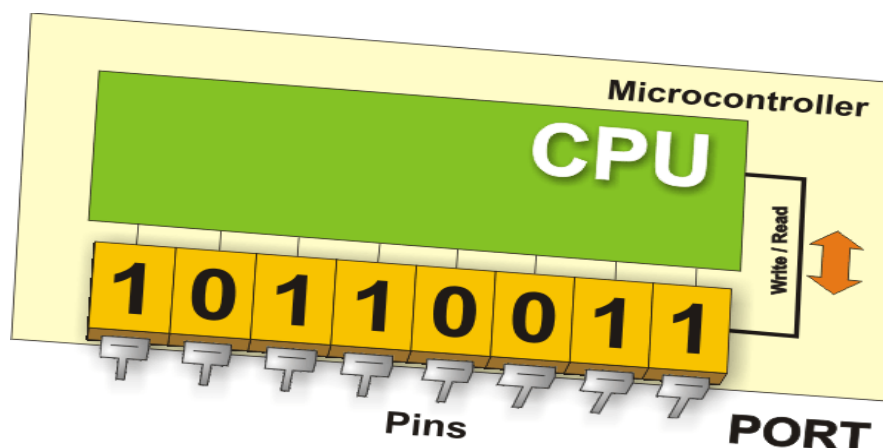 Microcontroller
CPU
Write / Read
1 0 1 1 0 0 1 1
Pins
PORT